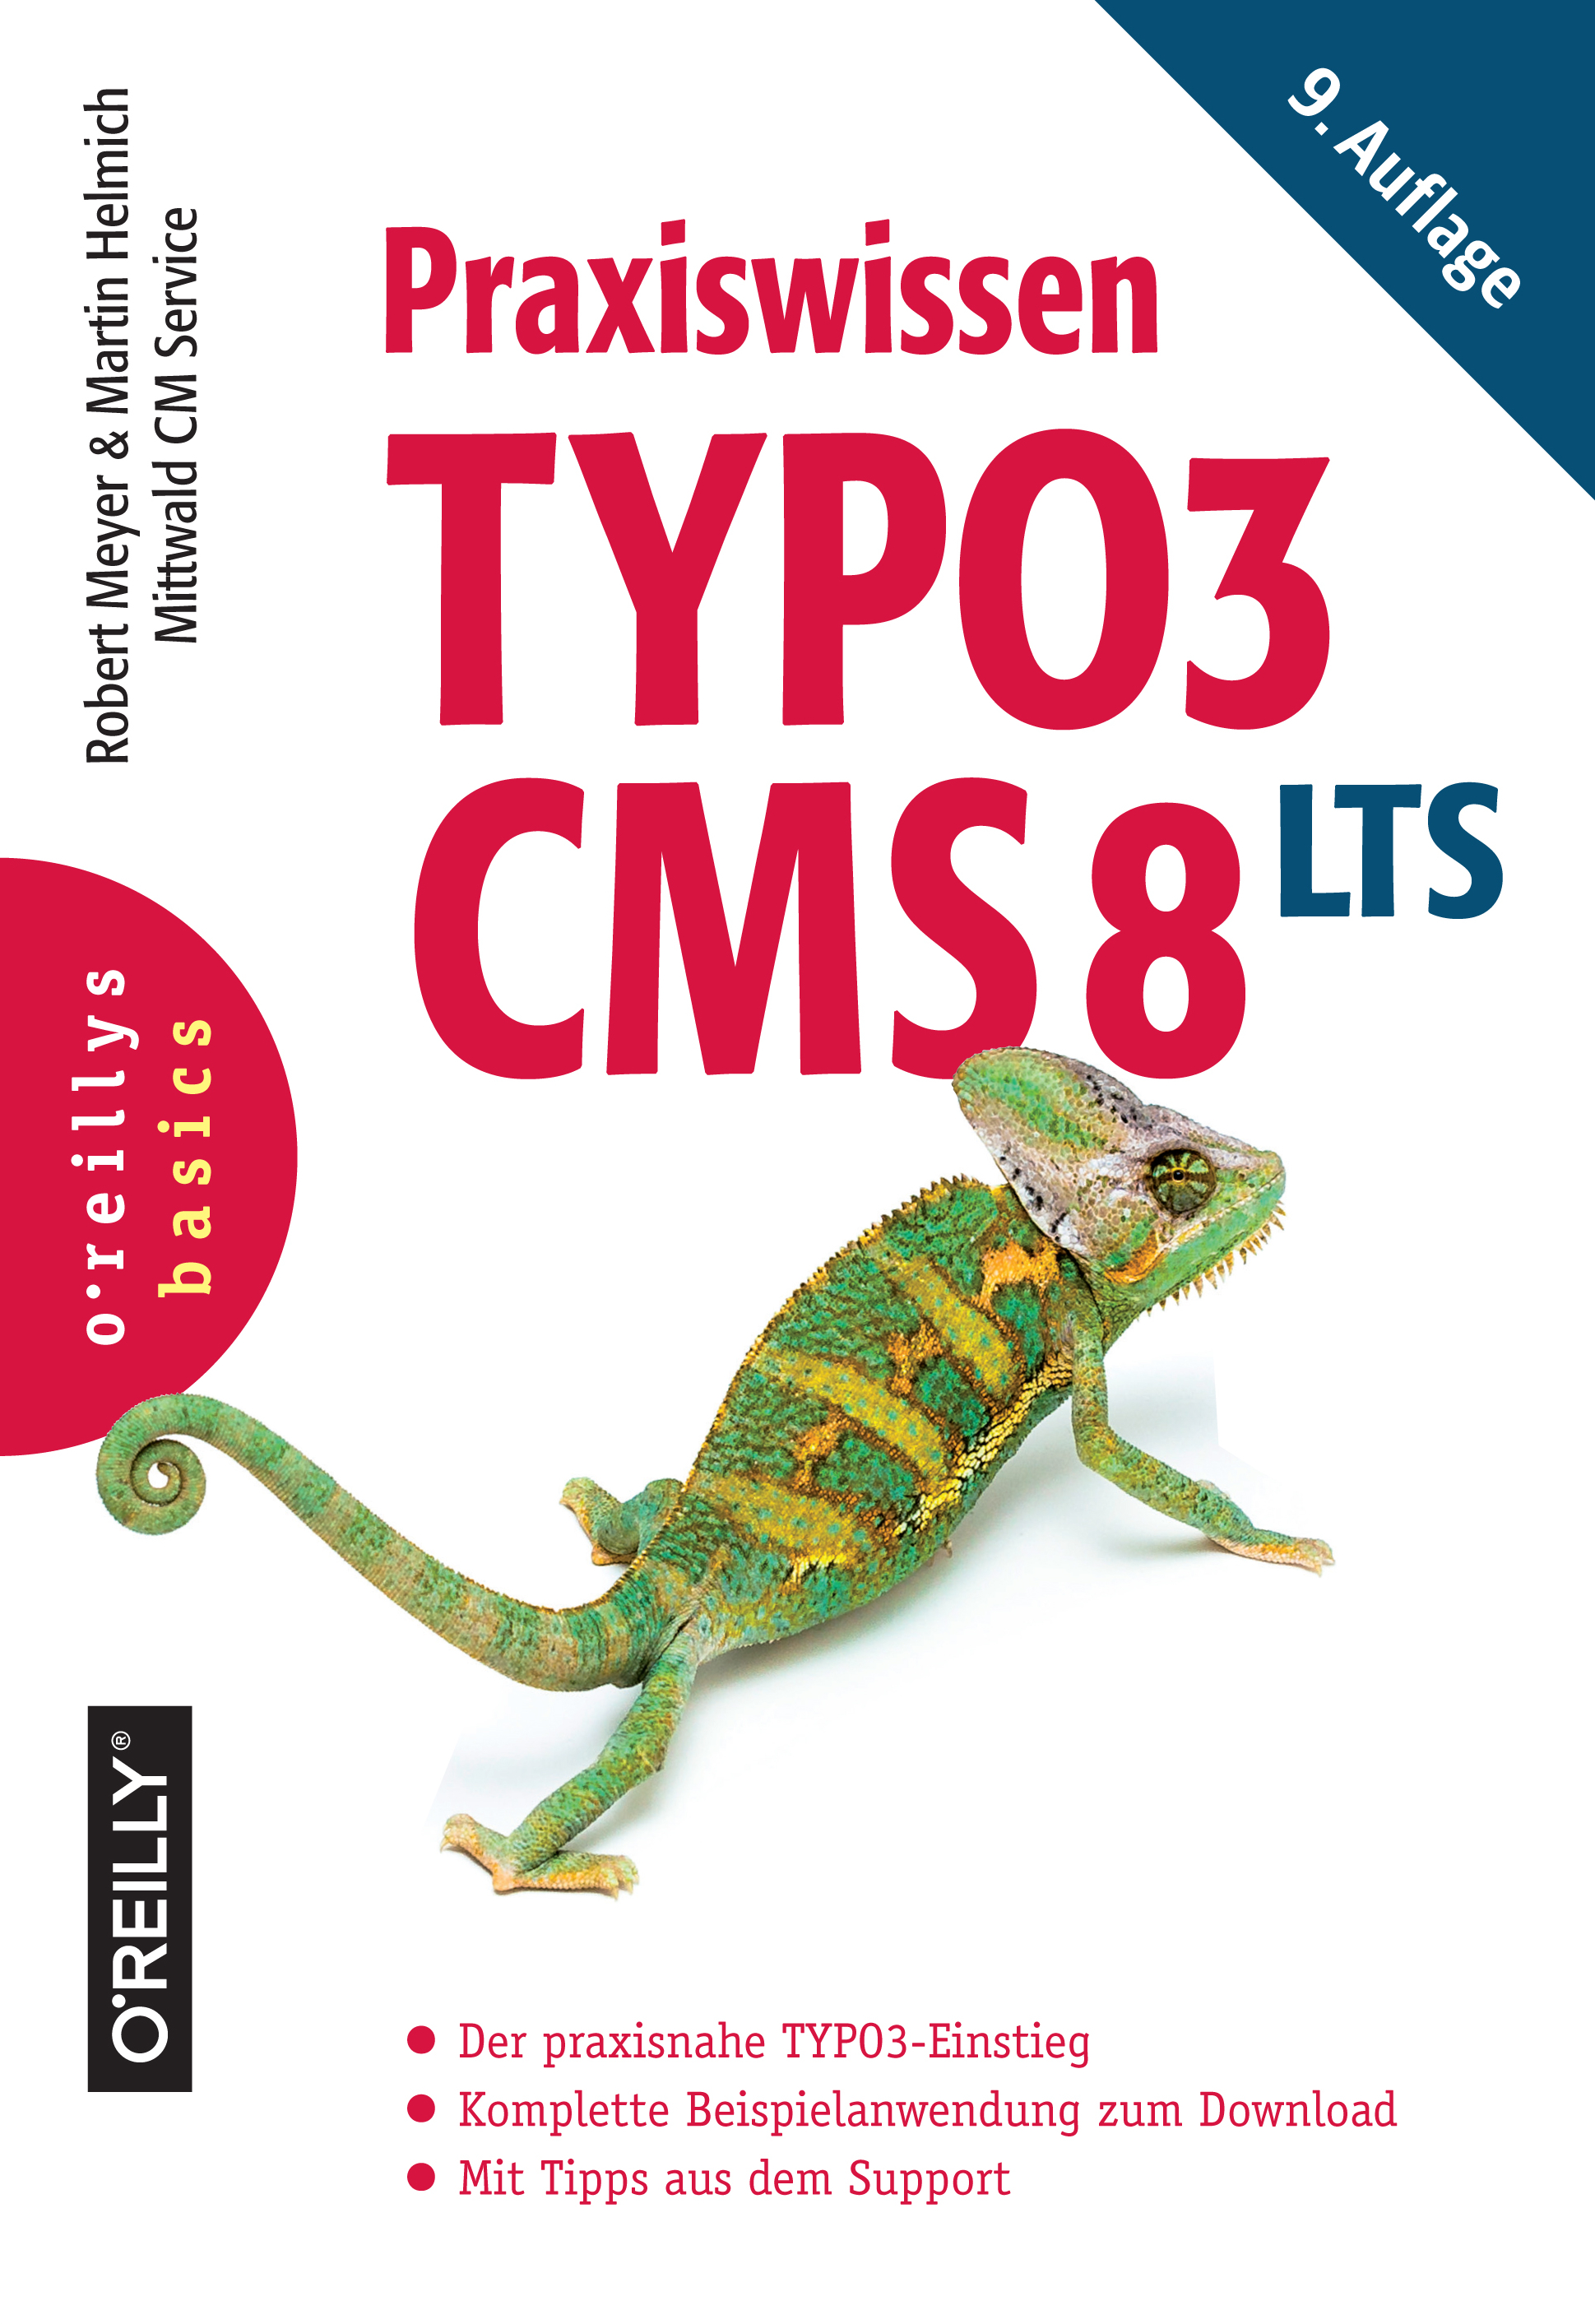 9. Auflage
Robert Meyer & Martin Helmich
Mittwald CM Service
Praxiswissen
TYPO3
CMS 8 LTS
o'reillys
basics
O'REILLY®
Der praxisnahe TYPO3-Einstieg
Komplette Beispielanwendung zum Download
Mit Tipps aus dem Support